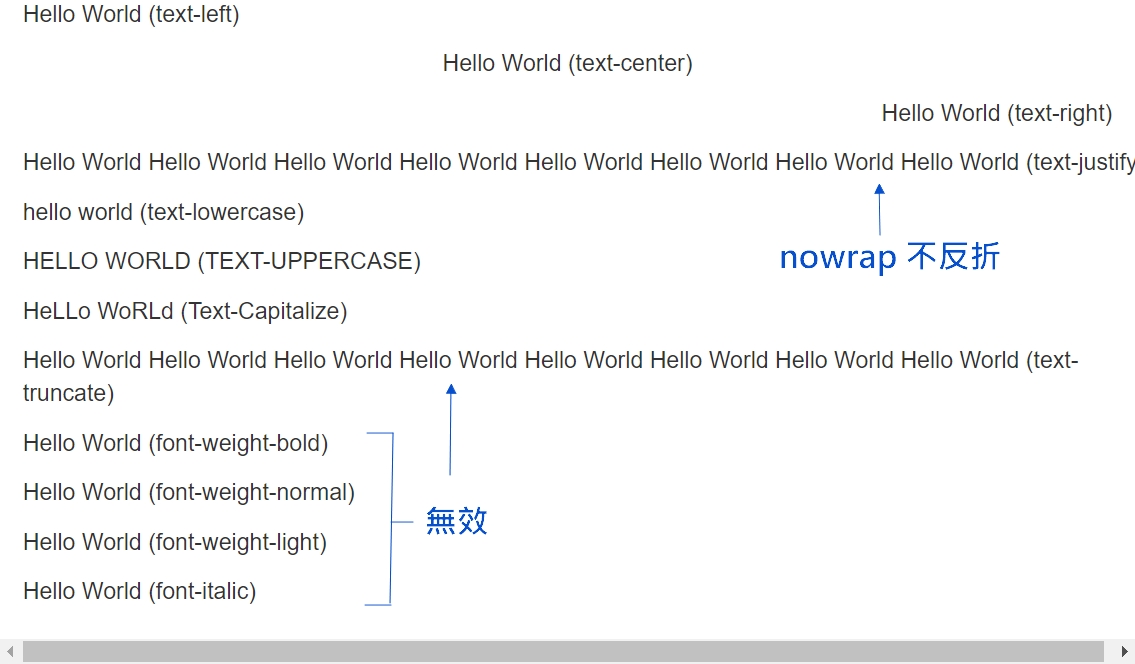 Hello World (text-left)
Hello World (text-center)
Hello World (text-right)
Hello World Hello World Hello World Hello World Hello World Hello World Hello World Hello World (text-justify
hello world (text-lowercase)
nowrap 不反折
HELLO WORLD (TEXT-UPPERCASE)
HeLLo WoRLd (Text-Capitalize)
Hello World Hello World Hello World Hello World Hello World Hello World Hello World Hello World (text-
truncate)
Hello World (font-weight-bold)
Hello World (font-weight-normal)
無效
Hello World (font-weight-light)
Hello World (font-italic)